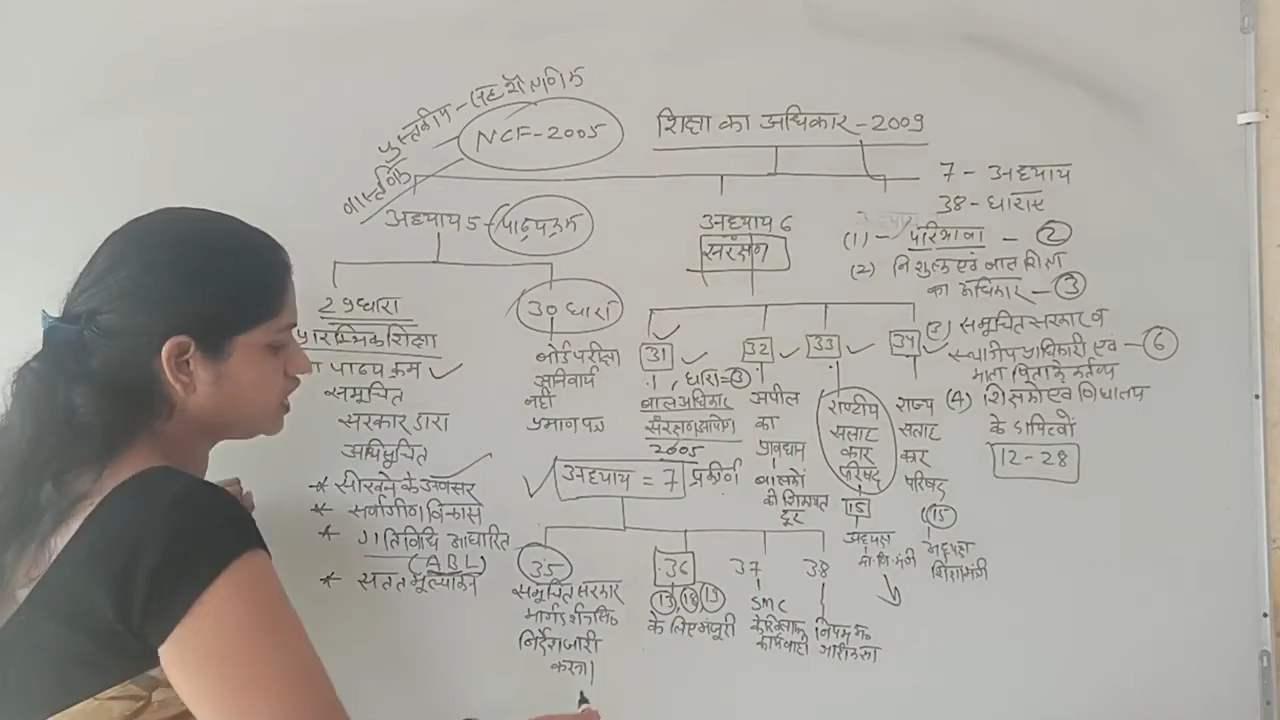 पुस्तकीय - सह शैक्षणिक
वास्तविक
NCF-2005
शिक्षा का अधिकार - 2009
7 - अध्याय
38 - धाराएं
अध्याय 5 - पाठ्यक्रम
29 धारा
प्रारम्भिक शिक्षा
पाठ्यक्रम
समूचित
सरकार द्वारा
अधिसूचित
* सीखने के अवसर
* सर्वांगीण विकास
* गतिविधि आधारित
(ABL)
* सतत मूल्यांकन
30 धारा
बोर्ड परीक्षा
अनिवार्य
नहीं
प्रमाण पत्र
अध्याय 6
संरक्षण
31
, धारा = 3
बाल अधिकार
संरक्षण आयोग
2005
32
अपील
का
प्रावधान
बालकों
की शिकायत
दूर
33
राष्ट्रीय
सलाह
कार
परिषद
15
अध्यक्ष
मा.शि.मंत्री
34
राज्य
सलाह
कार
परिषद
15
अध्यक्ष
शिक्षामंत्री
(1) - परिभाषा - 2
(2) निशुल्क एवं बाल शिक्षा
का अधिकार - 3
(3) समूचित सरकार व
स्थानीय प्राधिकारी एवं - 6
माता पिता के कर्तव्य
(4) शिक्षको एवं विधालय
के दायित्वों
12-28
अध्याय = 7 प्रकीर्ण
35
समूचित सरकार
निर्देश जारी
करना।
36
13, 18, 19
के लिए मंजूरी
37
SMC
के खिलाफ
कार्यवाही
38
नियम